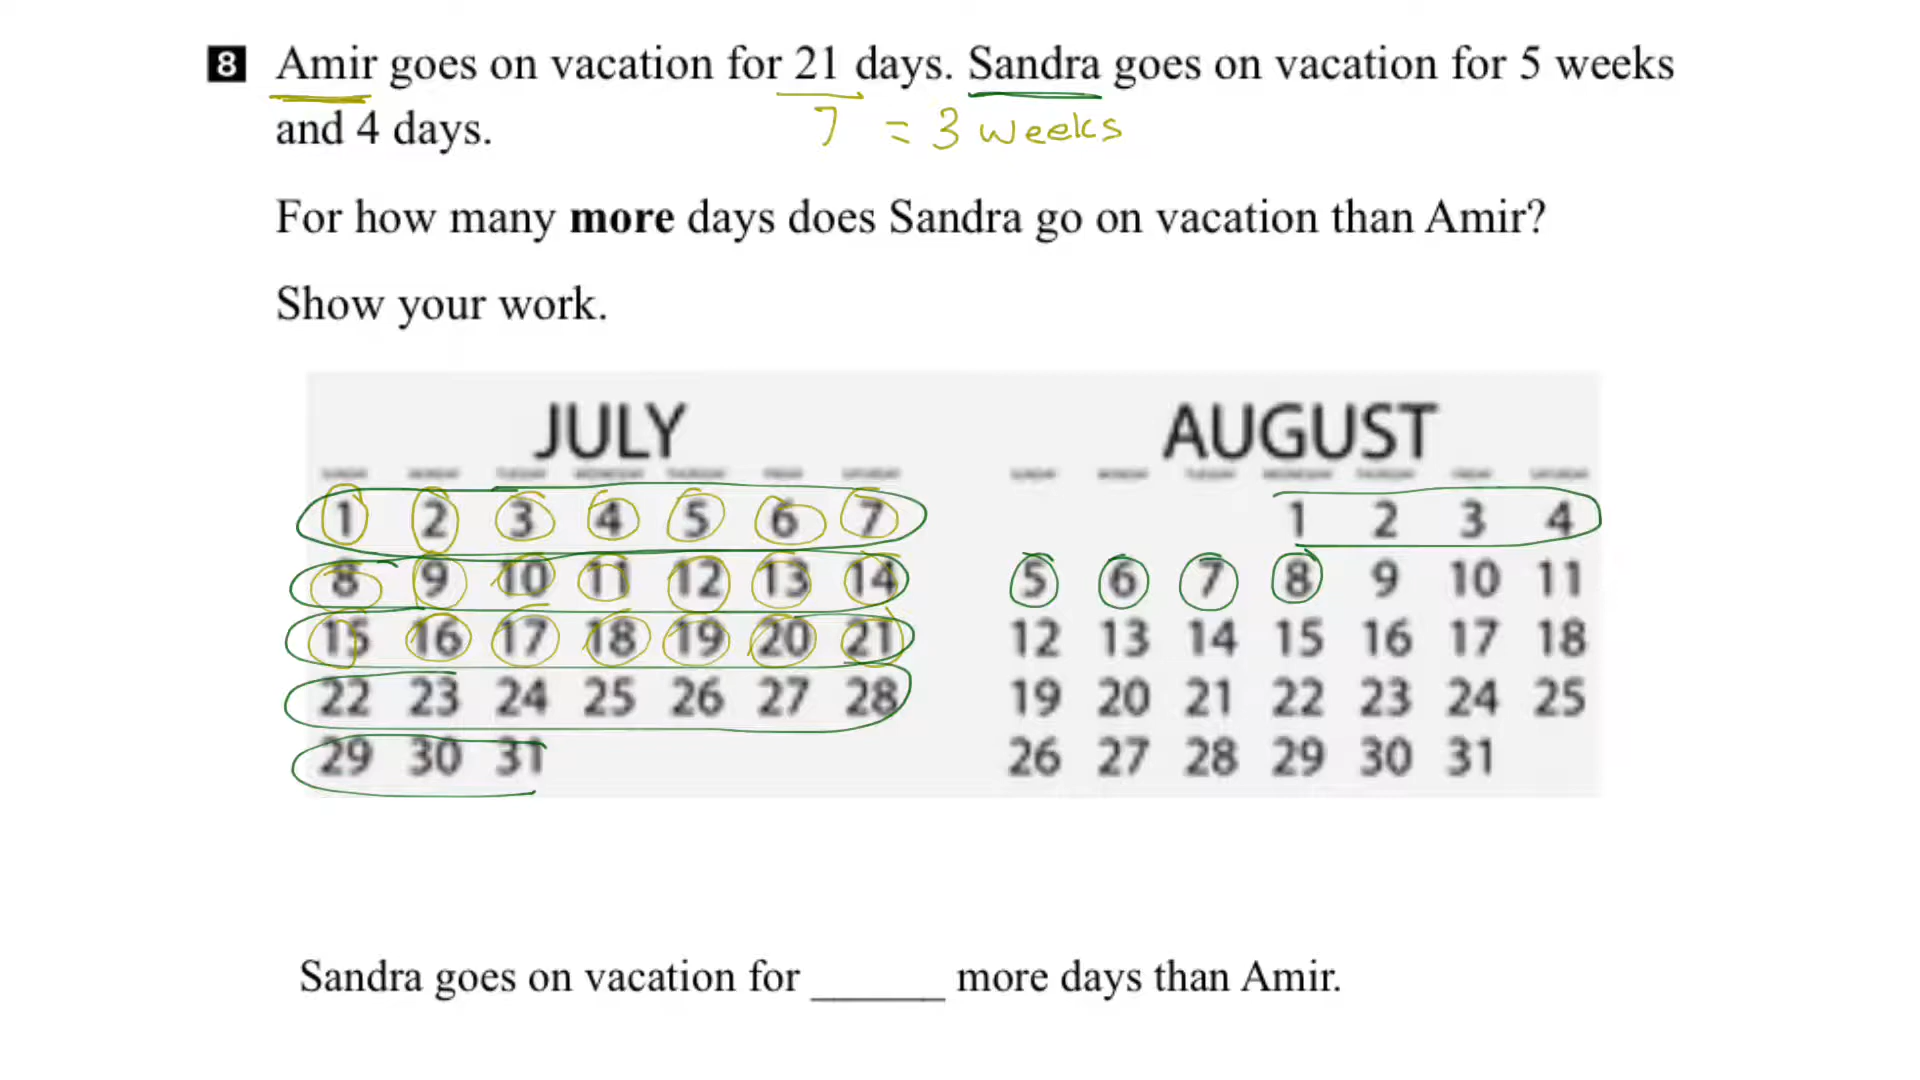 8 Amir goes on vacation for 21 days. Sandra goes on vacation for 5 weeks
7 = 3 weeks
and 4 days.
For how many more days does Sandra go on vacation than Amir?
Show your work.
JULY
1 2 3 4 5 6 7
8 9 10 11 12 13 14
15 16 17 18 19 20 21
22 23 24 25 26 27 28
29 30 31
AUGUST
1 2 3 4
5 6 7 8 9 10 11
12 13 14 15 16 17 18
19 20 21 22 23 24 25
26 27 28 29 30 31
Sandra goes on vacation for ______ more days than Amir.